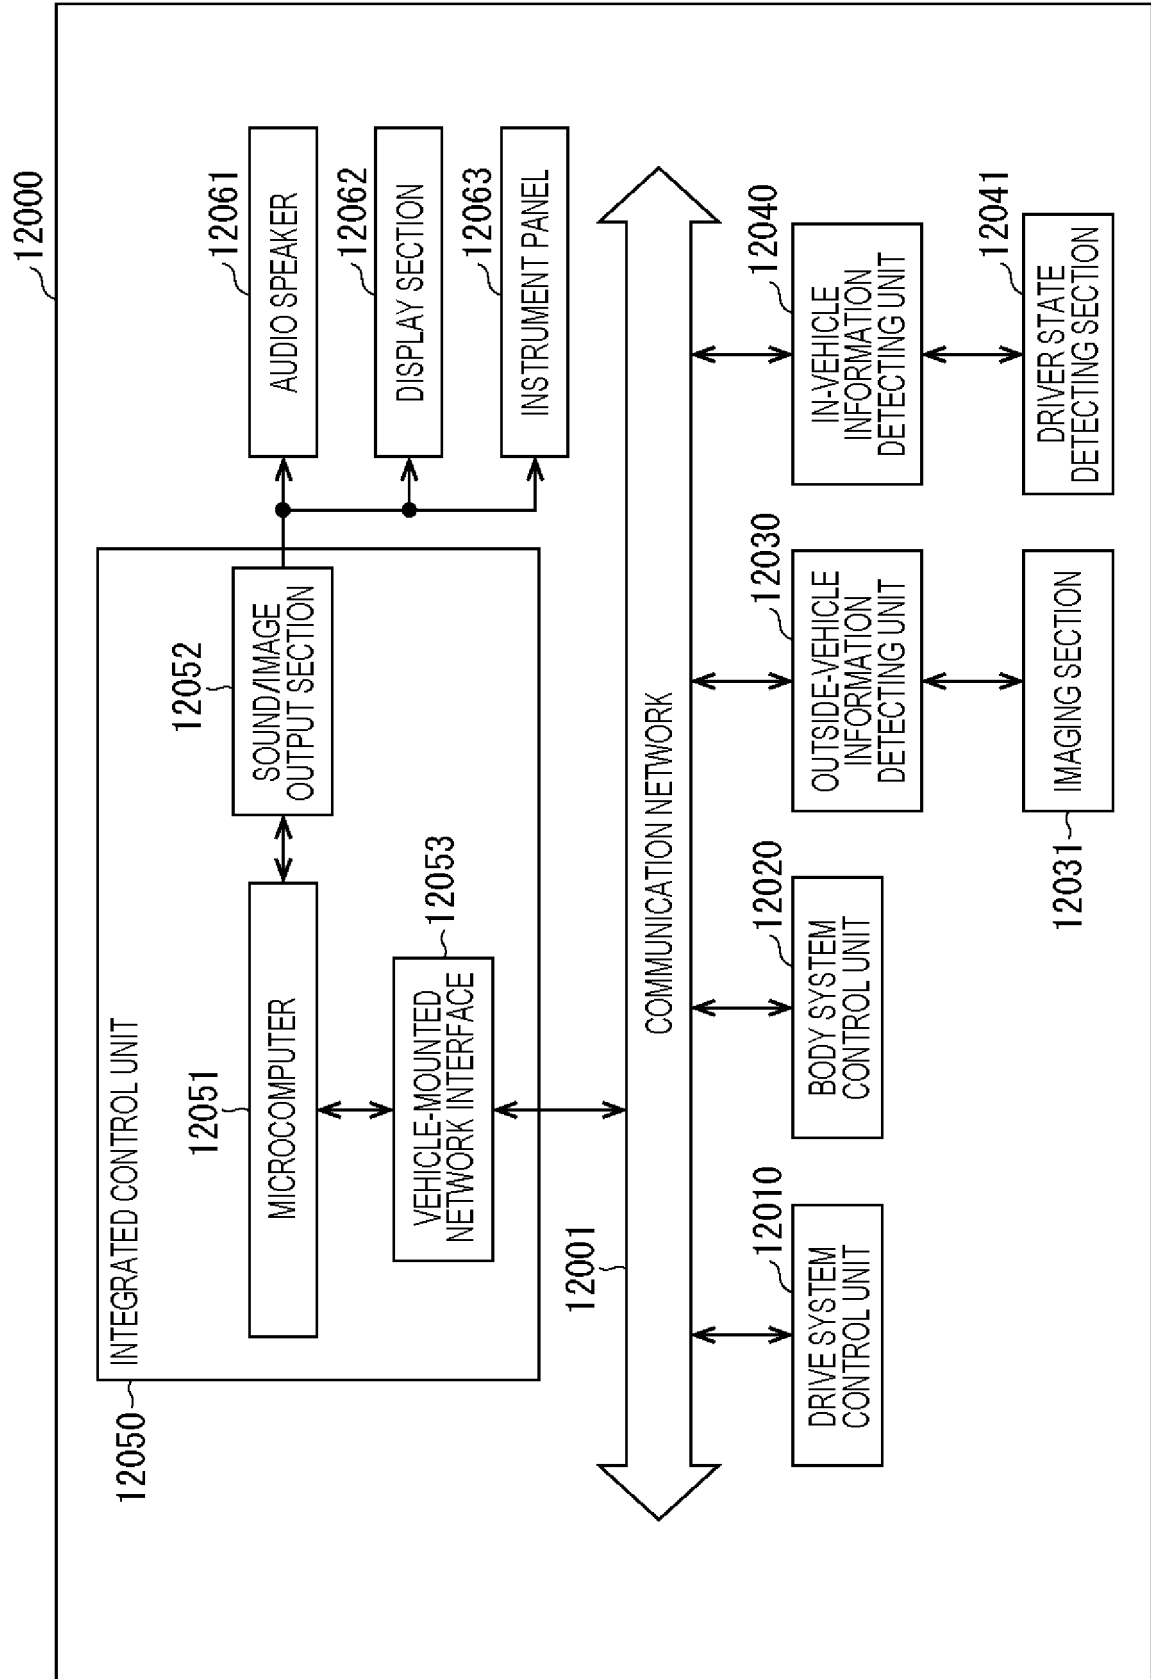 12000
12050
INTEGRATED CONTROL UNIT
12051
MICROCOMPUTER
12052
SOUND/IMAGE
OUTPUT SECTION
12053
VEHICLE-MOUNTED
NETWORK INTERFACE
12061
AUDIO SPEAKER
12062
DISPLAY SECTION
12063
INSTRUMENT PANEL
12001
COMMUNICATION NETWORK
12010
DRIVE SYSTEM
CONTROL UNIT
12020
BODY SYSTEM
CONTROL UNIT
12030
OUTSIDE-VEHICLE
INFORMATION
DETECTING UNIT
12040
IN-VEHICLE
INFORMATION
DETECTING UNIT
12031
IMAGING SECTION
12041
DRIVER STATE
DETECTING SECTION